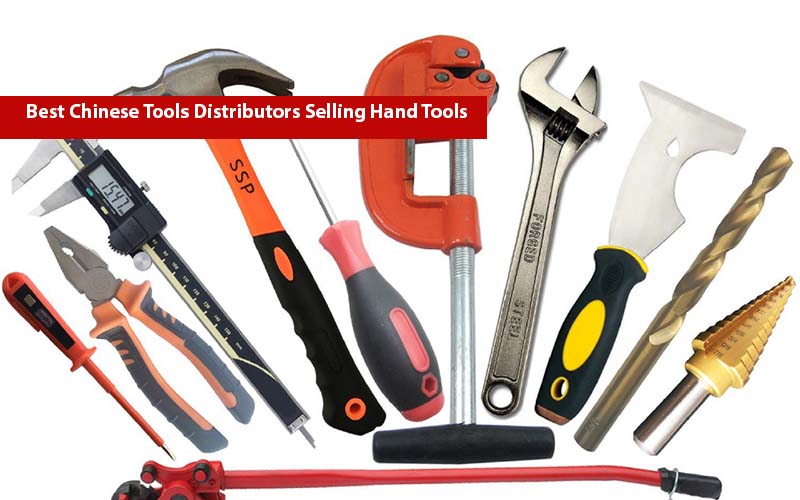 Best Chinese Tools Distributors Selling Hand Tools
SSP
FORGED
STEEL